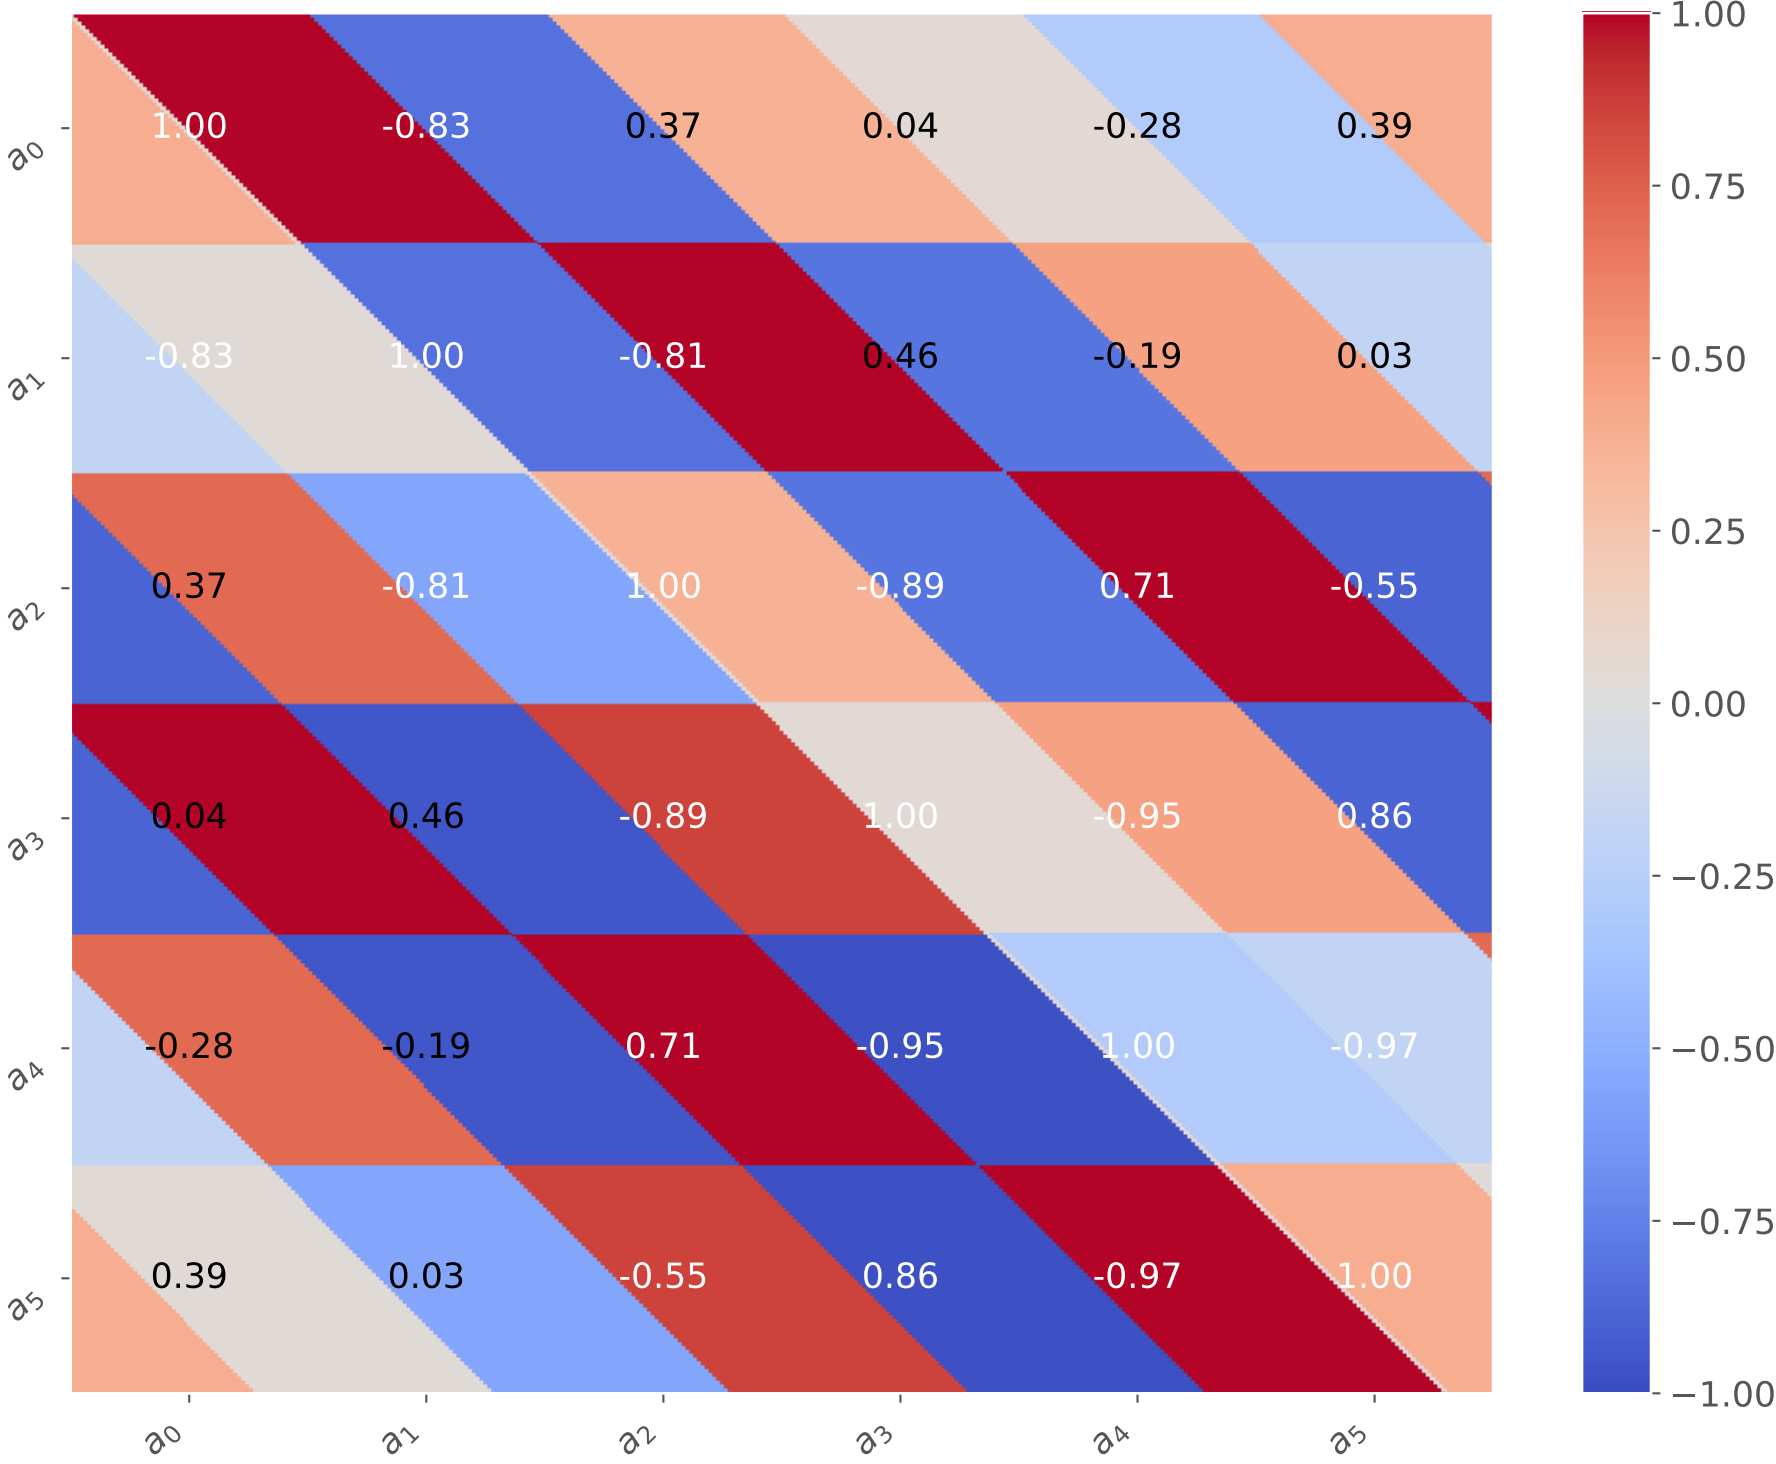 1.00
a0 1.00 -0.83 0.37 0.04 -0.28 0.39
0.75
a1 -0.83 1.00 -0.81 0.46 -0.19 0.03
0.50
0.25
a2 0.37 -0.81 1.00 -0.89 0.71 -0.55
0.00
a3 0.04 0.46 -0.89 1.00 -0.95 0.86
−0.25
a4 -0.28 -0.19 0.71 -0.95 1.00 -0.97
−0.50
−0.75
a5 0.39 0.03 -0.55 0.86 -0.97 1.00
−1.00
a0 a1 a2 a3 a4 a5